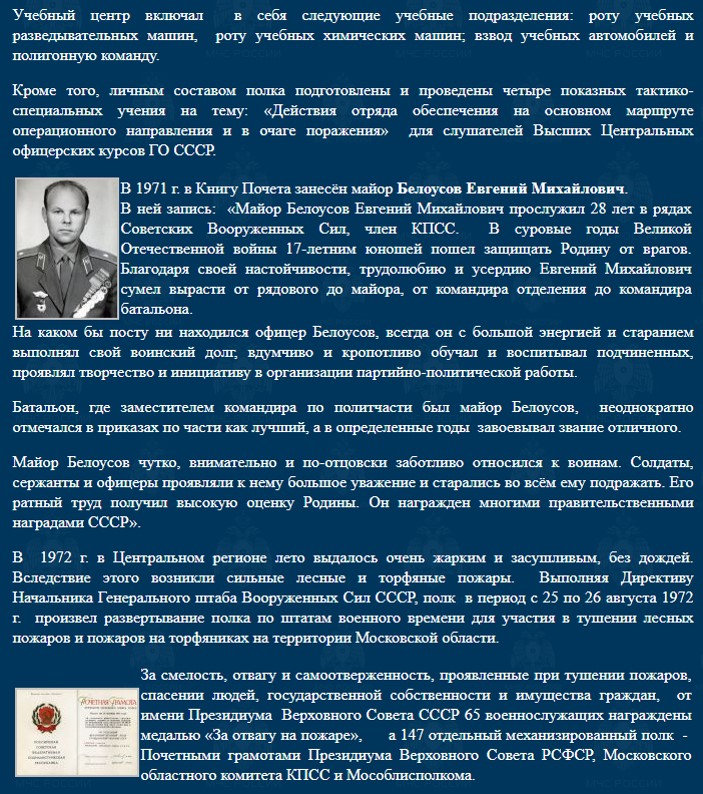 Учебный центр включал в себя следующие учебные подразделения: роту учебных
разведывательных машин, роту учебных химических машин; взвод учебных автомобилей и
полигонную команду.
Кроме того, личным составом полка подготовлены и проведены четыре показных тактико-
специальных учения на тему: «Действия отряда обеспечения на основном маршруте
операционного направления и в очаге поражения» для слушателей Высших Центральных
офицерских курсов ГО СССР.
В 1971 г. в Книгу Почета занесён майор Белоусов Евгений Михайлович.
В ней запись: «Майор Белоусов Евгений Михайлович прослужил 28 лет в рядах
Советских Вооруженных Сил, член КПСС. В суровые годы Великой
Отечественной войны 17-летним юношей пошел защищать Родину от врагов.
Благодаря своей настойчивости, трудолюбию и усердию Евгений Михайлович
сумел вырасти от рядового до майора, от командира отделения до командира
батальона.
На каком бы посту ни находился офицер Белоусов, всегда он с большой энергией и старанием
выполнял свой воинский долг, вдумчиво и кропотливо обучал и воспитывал подчиненных,
проявлял творчество и инициативу в организации партийно-политической работы.
Батальон, где заместителем командира по политчасти был майор Белоусов, неоднократно
отмечался в приказах по части как лучший, а в определенные годы завоевывал звание отличного.
Майор Белоусов чутко, внимательно и по-отцовски заботливо относился к воинам. Солдаты,
сержанты и офицеры проявляли к нему большое уважение и старались во всём ему подражать. Его
ратный труд получил высокую оценку Родины. Он награжден многими правительственными
наградами СССР».
В 1972 г. в Центральном регионе лето выдалось очень жарким и засушливым, без дождей.
Вследствие этого возникли сильные лесные и торфяные пожары. Выполняя Директиву
Начальника Генерального штаба Вооруженных Сил СССР, полк в период с 25 по 26 августа 1972
г. произвел развертывание полка по штатам военного времени для участия в тушении лесных
пожаров и пожаров на торфяниках на территории Московской области.
За смелость, отвагу и самоотверженность, проявленные при тушении пожаров,
спасении людей, государственной собственности и имущества граждан, от
имени Президиума Верховного Совета СССР 65 военнослужащих награждены
медалью «За отвагу на пожаре», а 147 отдельный механизированный полк -
Почетными грамотами Президиума Верховного Совета РСФСР, Московского
областного комитета КПСС и Мособлисполкома.
ПОЧЕТНАЯ ГРАМОТА